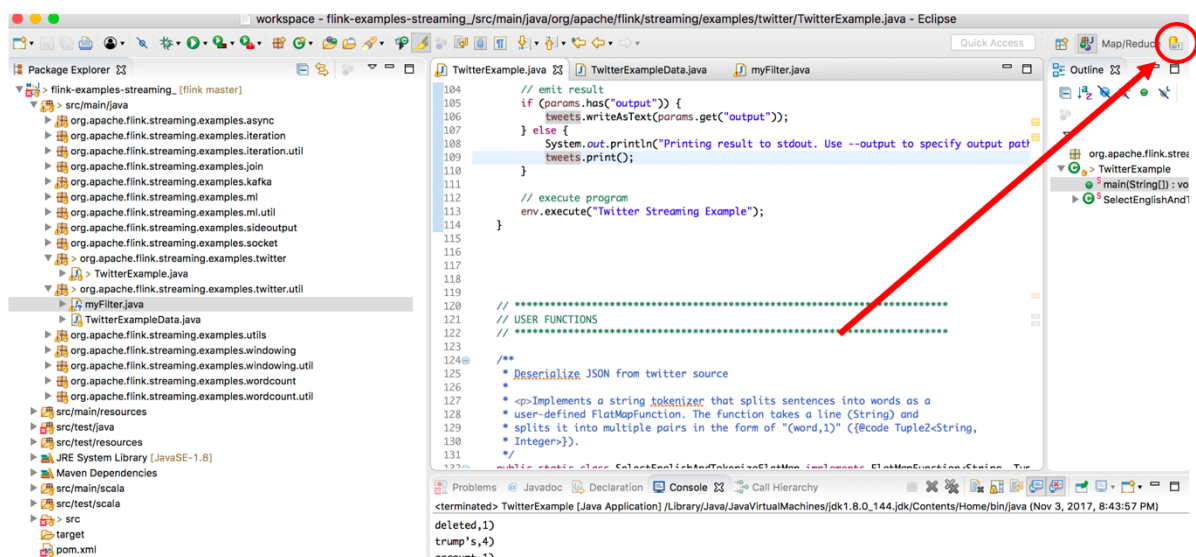 workspace - flink-examples-streaming_/src/main/java/org/apache/flink/streaming/examples/twitter/TwitterExample.java - Eclipse
Quick Access
Map/Reduce
Package Explorer
> flink-examples-streaming_ [flink master]
> src/main/java
org.apache.flink.streaming.examples.async
org.apache.flink.streaming.examples.iteration
org.apache.flink.streaming.examples.iteration.util
org.apache.flink.streaming.examples.join
org.apache.flink.streaming.examples.kafka
org.apache.flink.streaming.examples.ml
org.apache.flink.streaming.examples.ml.util
org.apache.flink.streaming.examples.sideoutput
org.apache.flink.streaming.examples.socket
> org.apache.flink.streaming.examples.twitter
> TwitterExample.java
> org.apache.flink.streaming.examples.twitter.util
myFilter.java
TwitterExampleData.java
org.apache.flink.streaming.examples.utils
org.apache.flink.streaming.examples.windowing
org.apache.flink.streaming.examples.windowing.util
org.apache.flink.streaming.examples.wordcount
org.apache.flink.streaming.examples.wordcount.util
src/main/resources
src/test/java
src/test/resources
JRE System Library [JavaSE-1.8]
Maven Dependencies
src/main/scala
src/test/scala
> src
target
pom.xml
TwitterExample.java TwitterExampleData.java myFilter.java
104 // emit result
105 if (params.has("output")) {
106 tweets.writeAsText(params.get("output"));
107 } else {
108 System.out.println("Printing result to stdout. Use --output to specify output path
109 tweets.print();
110 }
111
112 // execute program
113 env.execute("Twitter Streaming Example");
114 }
115
116
117
118
119
120 // *************************************************************************
121 // USER FUNCTIONS
122 // *************************************************************************
123
124 /**
125 * Deserialize JSON from twitter source
126 *
127 * <p>Implements a string tokenizer that splits sentences into words as a
128 * user-defined FlatMapFunction. The function takes a line (String) and
129 * splits it into multiple pairs in the form of "(word,1)" ({@code Tuple2<String,
130 * Integer>}).
131 */
132 public static class SelectEnglishAndTokenizeFlatMap implements FlatMapFunction<String, Tup
Outline
org.apache.flink.strea
> TwitterExample
main(String[]) : vo
SelectEnglishAndT
Problems @ Javadoc Declaration Console Call Hierarchy
<terminated> TwitterExample [Java Application] /Library/Java/JavaVirtualMachines/jdk1.8.0_144.jdk/Contents/Home/bin/java (Nov 3, 2017, 8:43:57 PM)
deleted,1)
trump's,4)
account,1)